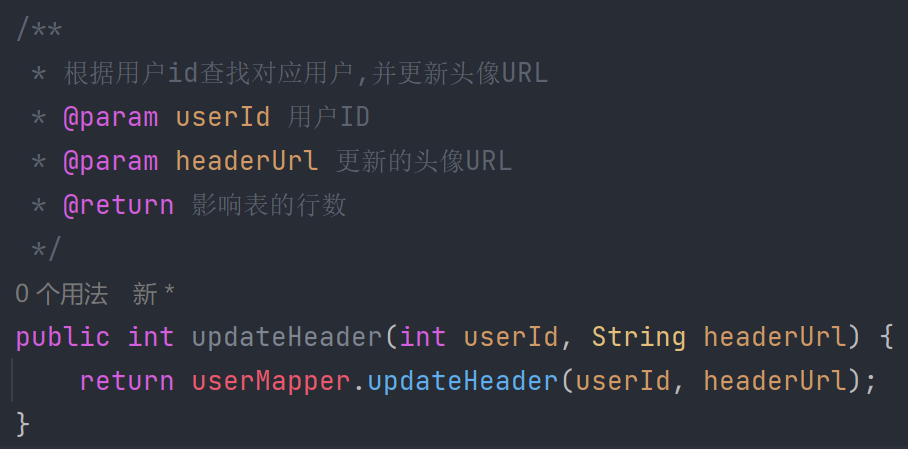 /**
 * 根据用户id查找对应用户,并更新头像URL
 * @param userId 用户ID
 * @param headerUrl 更新的头像URL
 * @return 影响表的行数
 */
0 个用法 新 *
public int updateHeader(int userId, String headerUrl) {
    return userMapper.updateHeader(userId, headerUrl);
}